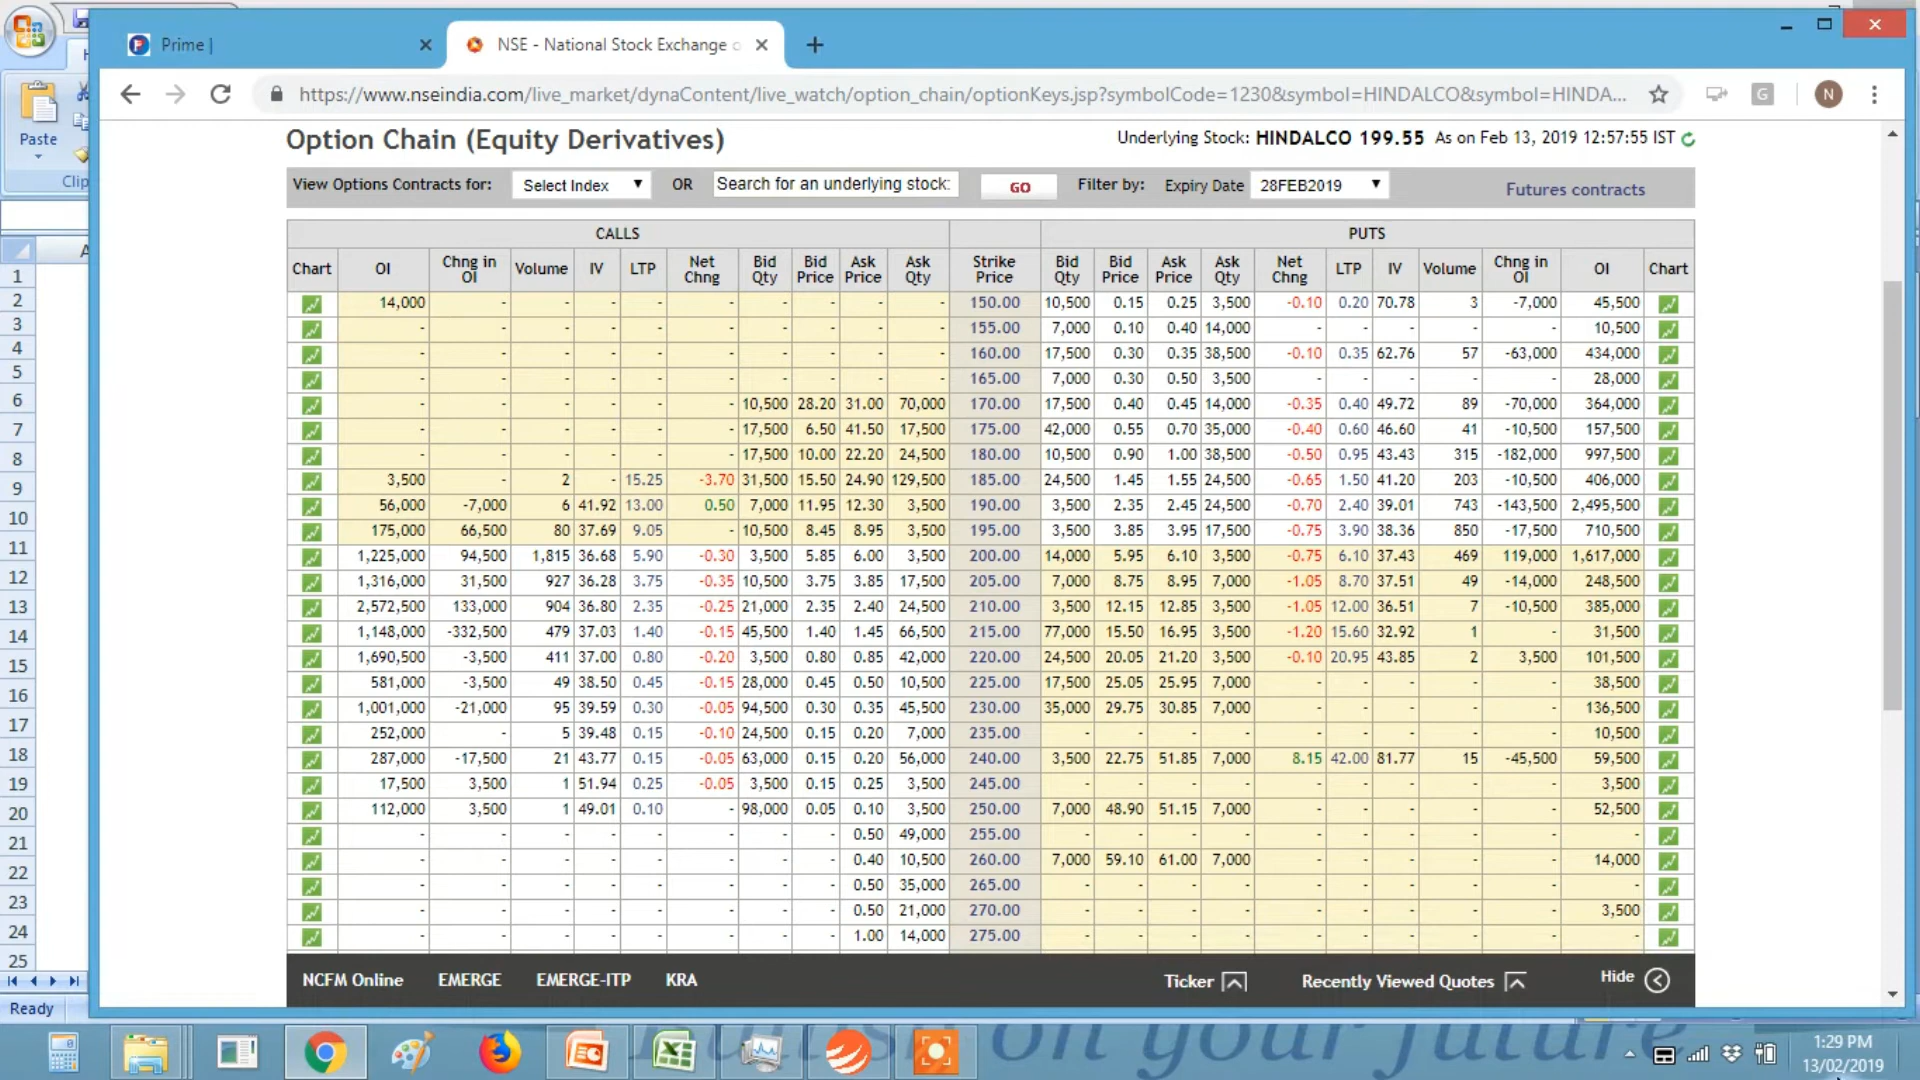 Prime |
NSE - National Stock Exchange o
https://www.nseindia.com/live_market/dynaContent/live_watch/option_chain/optionKeys.jsp?symbolCode=1230&symbol=HINDALCO&symbol=HINDA...
G
N
Paste
Clip
Option Chain (Equity Derivatives)
Underlying Stock: HINDALCO 199.55 As on Feb 13, 2019 12:57:55 IST
View Options Contracts for: Select Index OR Search for an underlying stock: GO Filter by: Expiry Date 28FEB2019 Futures contracts
CALLS PUTS
Chart OI Chng in OI Volume IV LTP Net Chng Bid Qty Bid Price Ask Price Ask Qty Strike Price Bid Qty Bid Price Ask Price Ask Qty Net Chng LTP IV Volume Chng in OI OI Chart
14,000 - - - - - - - - - 150.00 10,500 0.15 0.25 3,500 -0.10 0.20 70.78 3 -7,000 45,500
- - - - - - - - - - 155.00 7,000 0.10 0.40 14,000 - - - - - 10,500
- - - - - - - - - - 160.00 17,500 0.30 0.35 38,500 -0.10 0.35 62.76 57 -63,000 434,000
- - - - - - - - - - 165.00 7,000 0.30 0.50 3,500 - - - - - 28,000
- - - - - - 10,500 28.20 31.00 70,000 170.00 17,500 0.40 0.45 14,000 -0.35 0.40 49.72 89 -70,000 364,000
- - - - - - 17,500 6.50 41.50 17,500 175.00 42,000 0.55 0.70 35,000 -0.40 0.60 46.60 41 -10,500 157,500
- - - - - - 17,500 10.00 22.20 24,500 180.00 10,500 0.90 1.00 38,500 -0.50 0.95 43.43 315 -182,000 997,500
3,500 - 2 - 15.25 -3.70 31,500 15.50 24.90 129,500 185.00 24,500 1.45 1.55 24,500 -0.65 1.50 41.20 203 -10,500 406,000
56,000 -7,000 6 41.92 13.00 0.50 7,000 11.95 12.30 3,500 190.00 3,500 2.35 2.45 24,500 -0.70 2.40 39.01 743 -143,500 2,495,500
175,000 66,500 80 37.69 9.05 - 10,500 8.45 8.95 3,500 195.00 3,500 3.85 3.95 17,500 -0.75 3.90 38.36 850 -17,500 710,500
1,225,000 94,500 1,815 36.68 5.90 -0.30 3,500 5.85 6.00 3,500 200.00 14,000 5.95 6.10 3,500 -0.75 6.10 37.43 469 119,000 1,617,000
1,316,000 31,500 927 36.28 3.75 -0.35 10,500 3.75 3.85 17,500 205.00 7,000 8.75 8.95 7,000 -1.05 8.70 37.51 49 -14,000 248,500
2,572,500 133,000 904 36.80 2.35 -0.25 21,000 2.35 2.40 24,500 210.00 3,500 12.15 12.85 3,500 -1.05 12.00 36.51 7 -10,500 385,000
1,148,000 -332,500 479 37.03 1.40 -0.15 45,500 1.40 1.45 66,500 215.00 77,000 15.50 16.95 3,500 -1.20 15.60 32.92 1 - 31,500
1,690,500 -3,500 411 37.00 0.80 -0.20 3,500 0.80 0.85 42,000 220.00 24,500 20.05 21.20 3,500 -0.10 20.95 43.85 2 3,500 101,500
581,000 -3,500 49 38.50 0.45 -0.15 28,000 0.45 0.50 10,500 225.00 17,500 25.05 25.95 7,000 - - - - - 38,500
1,001,000 -21,000 95 39.59 0.30 -0.05 94,500 0.30 0.35 45,500 230.00 35,000 29.75 30.85 7,000 - - - - - 136,500
252,000 - 5 39.48 0.15 -0.10 24,500 0.15 0.20 7,000 235.00 - - - - - - - - - 10,500
287,000 -17,500 21 43.77 0.15 -0.05 63,000 0.15 0.20 56,000 240.00 3,500 22.75 51.85 7,000 8.15 42.00 81.77 15 -45,500 59,500
17,500 3,500 1 51.94 0.25 -0.05 3,500 0.15 0.25 3,500 245.00 - - - - - - - - - 3,500
112,000 3,500 1 49.01 0.10 - 98,000 0.05 0.10 3,500 250.00 7,000 48.90 51.15 7,000 - - - - - 52,500
- - - - - - - - 0.50 49,000 255.00 - - - - - - - - - -
- - - - - - - - 0.40 10,500 260.00 7,000 59.10 61.00 7,000 - - - - - 14,000
- - - - - - - - 0.50 35,000 265.00 - - - - - - - - - -
- - - - - - - - 0.50 21,000 270.00 - - - - - - - - - 3,500
- - - - - - - - 1.00 14,000 275.00 - - - - - - - - - -
NCFM Online EMERGE EMERGE-ITP KRA Ticker Recently Viewed Quotes Hide
1
2
3
4
5
6
7
8
9
10
11
12
13
14
15
16
17
18
19
20
21
22
23
24
25
Ready
on your future
1:29 PM
13/02/2019